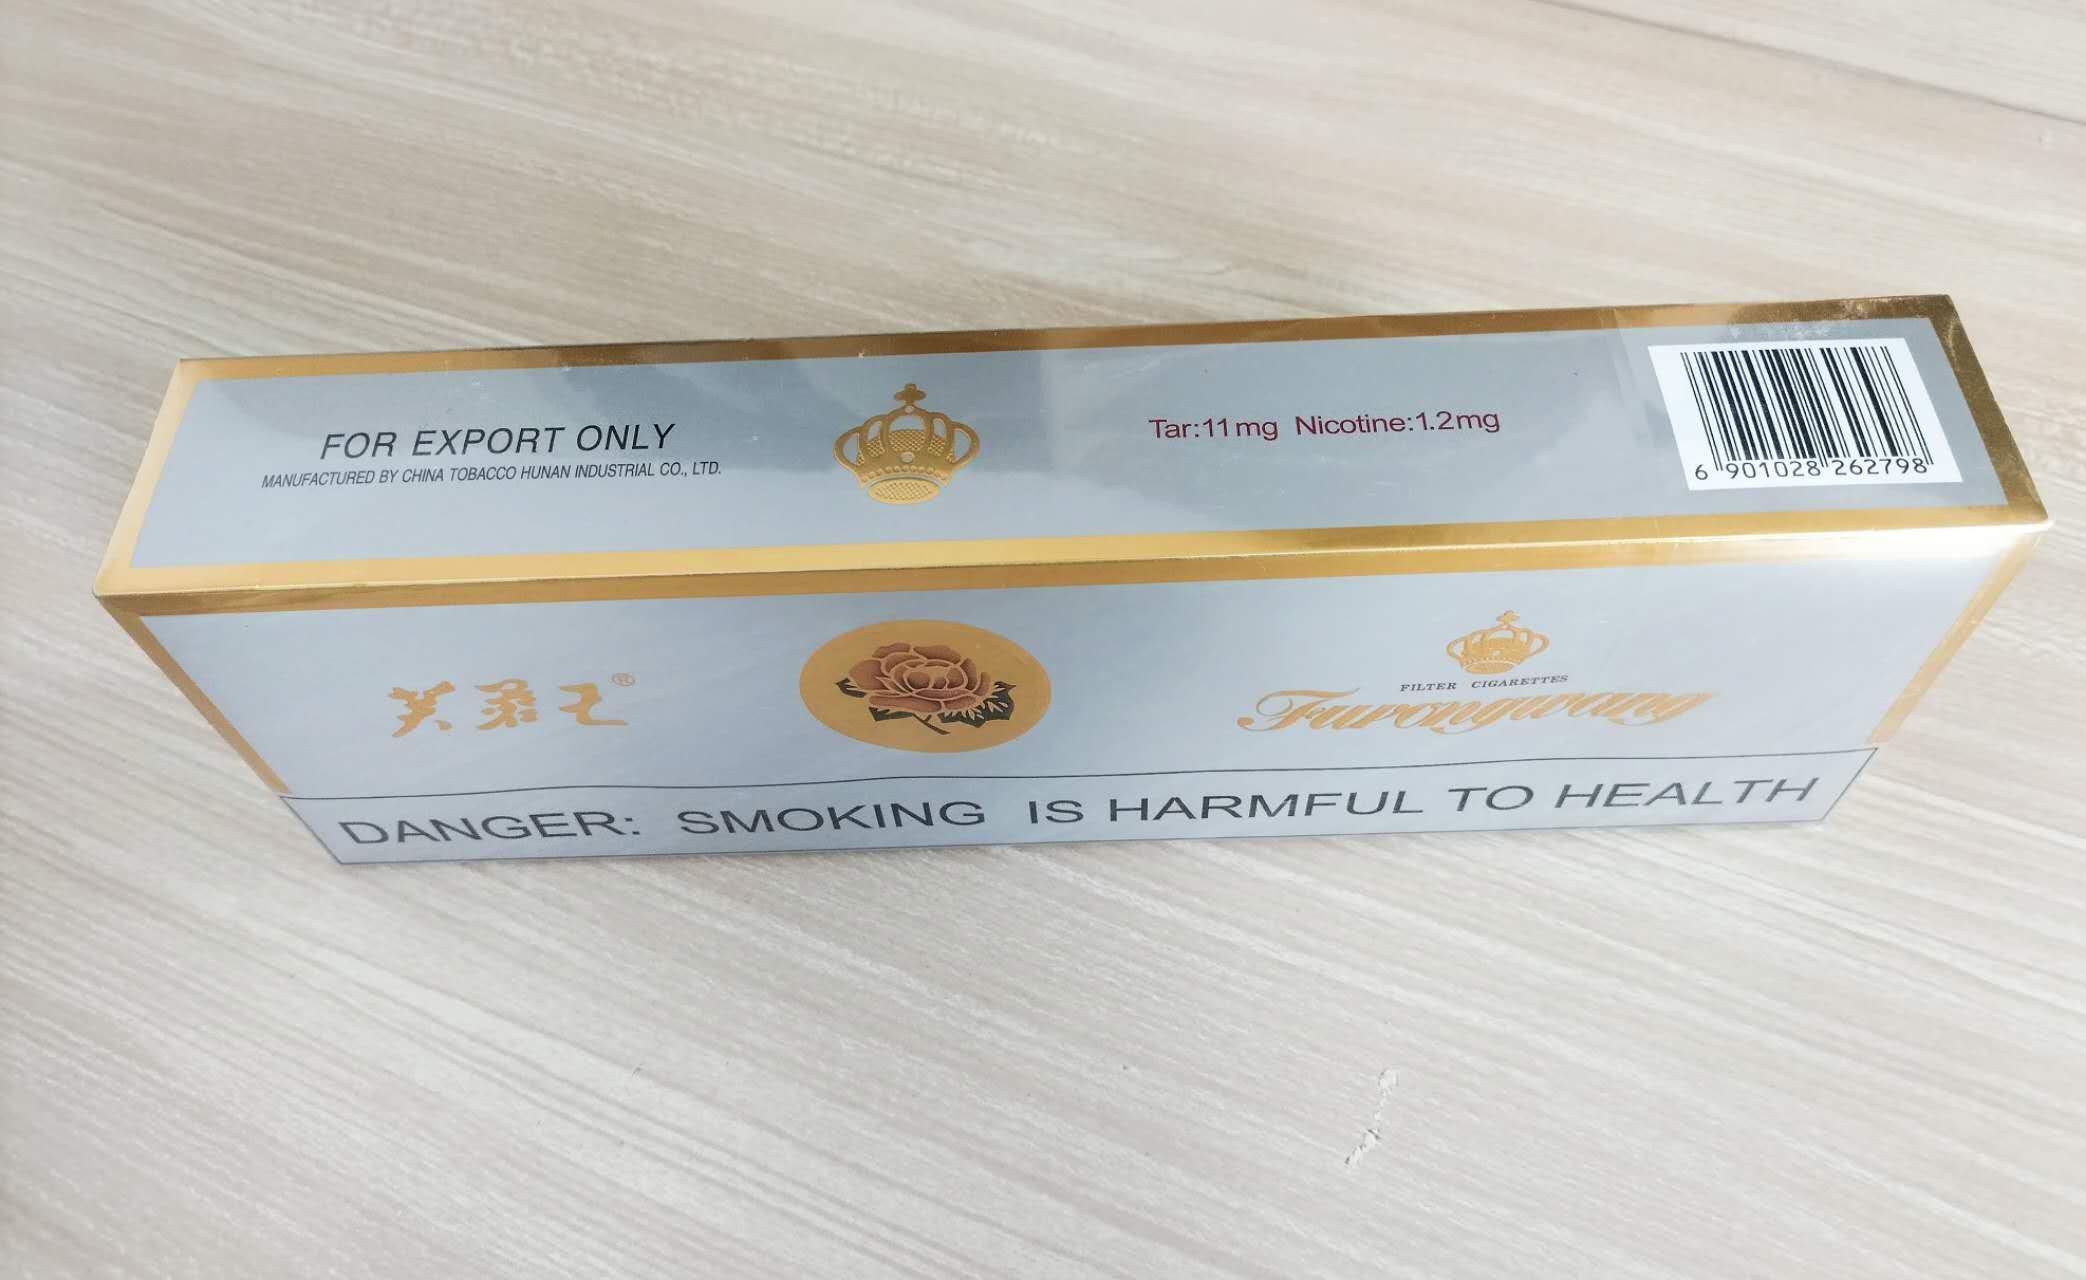 FOR EXPORT ONLY
MANUFACTURED BY CHINA TOBACCO HUNAN INDUSTRIAL CO., LTD.
Tar:11mg Nicotine:1.2mg
6 901028 262798
芙蓉王®
FILTER CIGARETTES
Furongwang
DANGER: SMOKING IS HARMFUL TO HEALTH